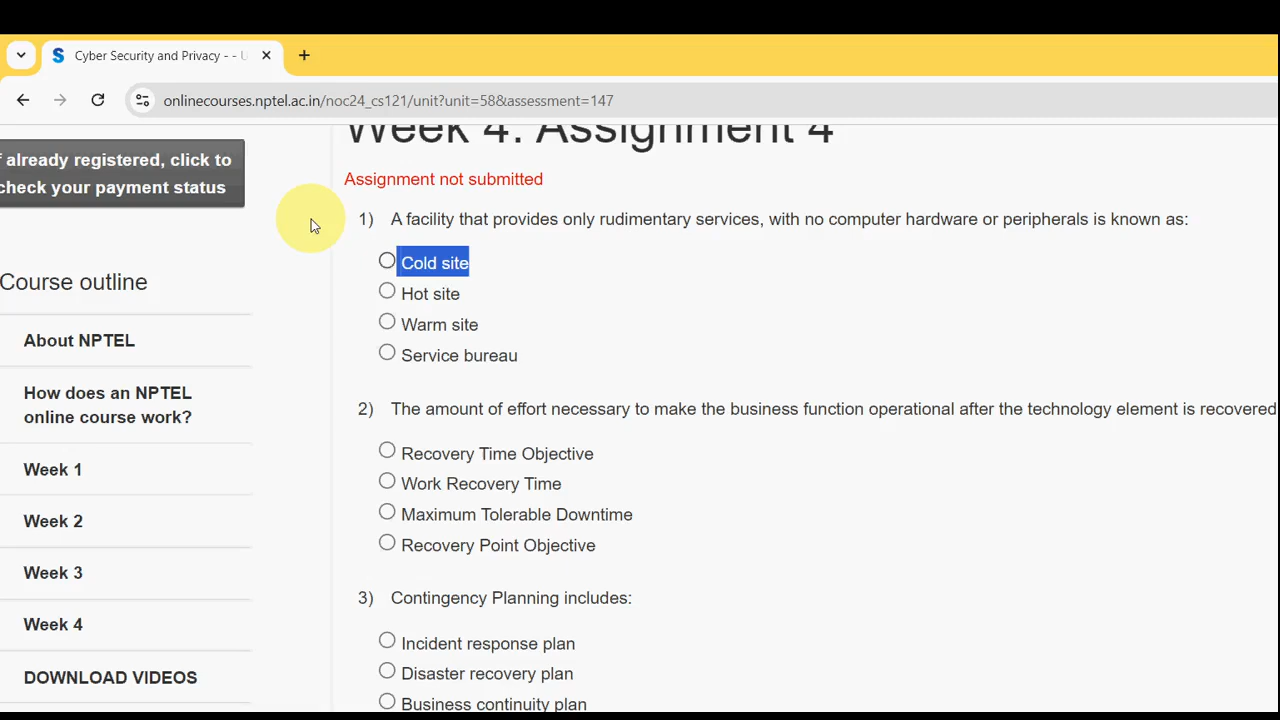 Cyber Security and Privacy - - U
onlinecourses.nptel.ac.in/noc24_cs121/unit?unit=58&assessment=147
Week 4: Assignment 4
f already registered, click to
check your payment status
Assignment not submitted
1) A facility that provides only rudimentary services, with no computer hardware or peripherals is known as:
Cold site
Hot site
Warm site
Service bureau
Course outline
About NPTEL
How does an NPTEL
online course work?
Week 1
Week 2
Week 3
Week 4
DOWNLOAD VIDEOS
2) The amount of effort necessary to make the business function operational after the technology element is recovered
Recovery Time Objective
Work Recovery Time
Maximum Tolerable Downtime
Recovery Point Objective
3) Contingency Planning includes:
Incident response plan
Disaster recovery plan
Business continuity plan